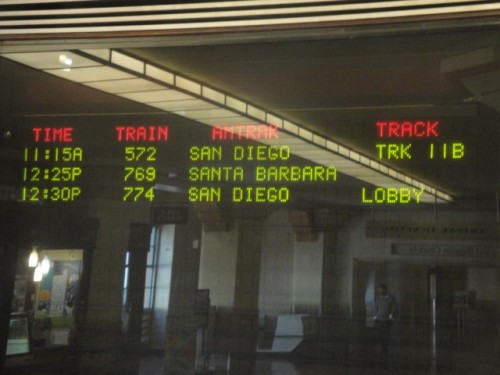 TIME TRAIN AMTRAK TRACK
11:15A 572 SAN DIEGO TRK 11B
12:25P 769 SANTA BARBARA
12:30P 774 SAN DIEGO LOBBY